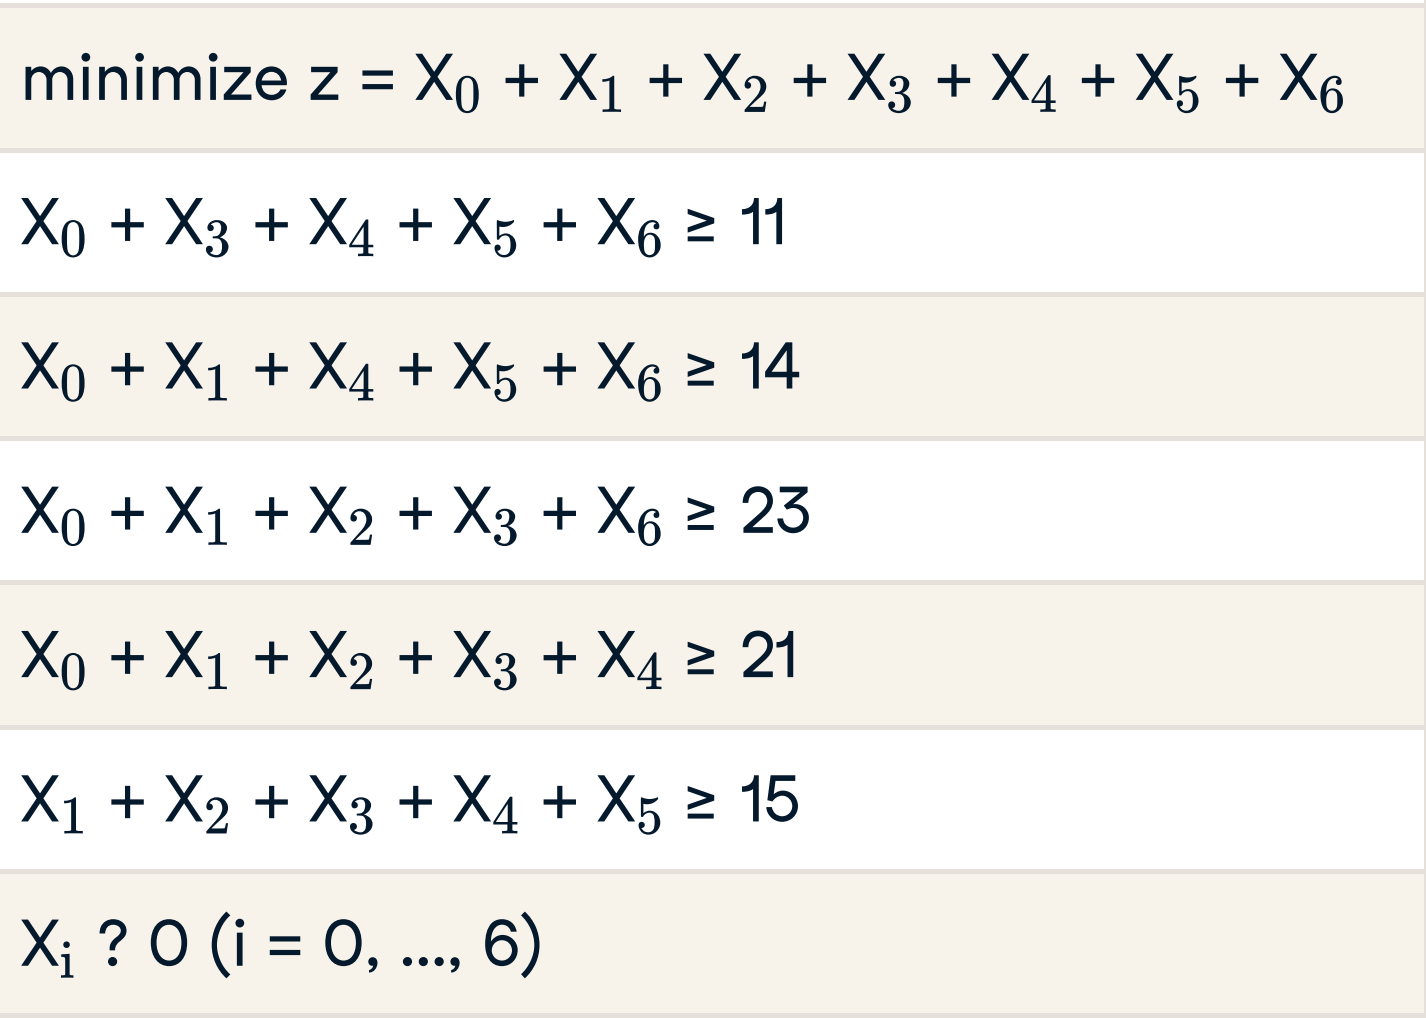 minimize z = X₀ + X₁ + X₂ + X₃ + X₄ + X₅ + X₆
X₀ + X₃ + X₄ + X₅ + X₆ ≥ 11
X₀ + X₁ + X₄ + X₅ + X₆ ≥ 14
X₀ + X₁ + X₂ + X₃ + X₆ ≥ 23
X₀ + X₁ + X₂ + X₃ + X₄ ≥ 21
X₁ + X₂ + X₃ + X₄ + X₅ ≥ 15
Xᵢ ? 0 (i = 0, ..., 6)